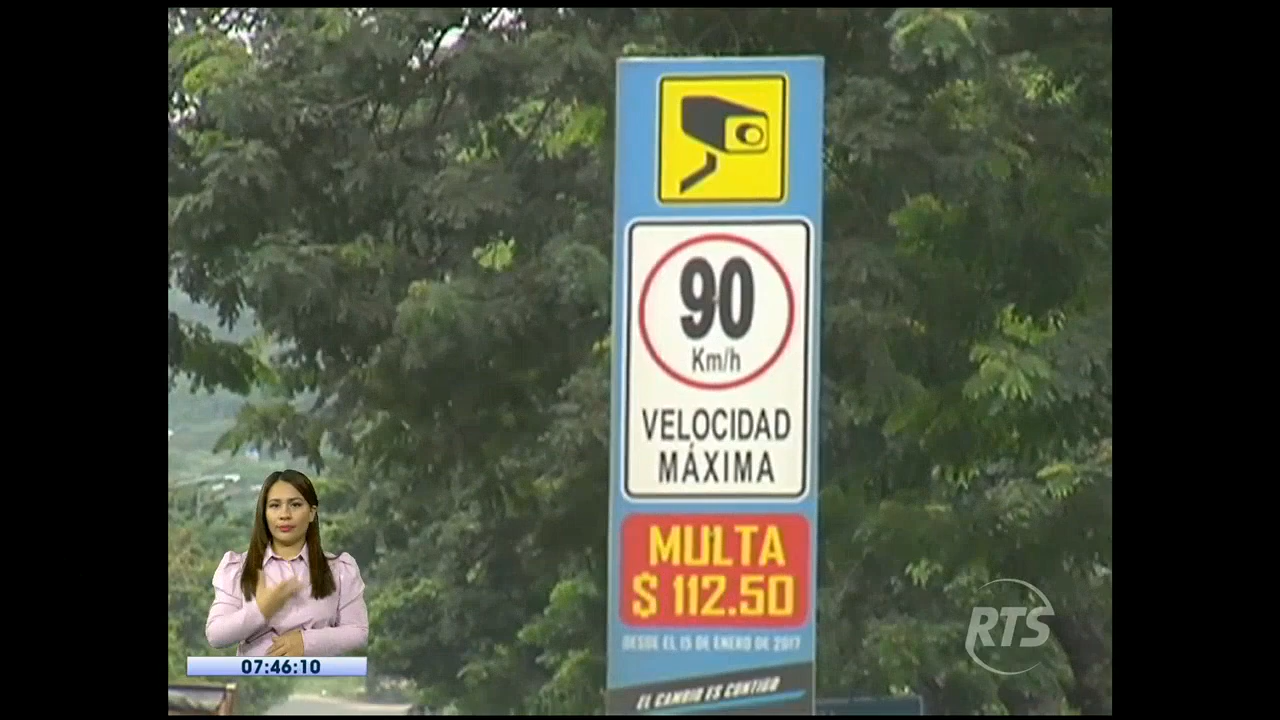 90
Km/h
VELOCIDAD
MÁXIMA
MULTA
$ 112.50
DESDE EL 15 DE ENERO DE 2017
EL CAMBIO ES CONTIGO
RTS
07:46:10